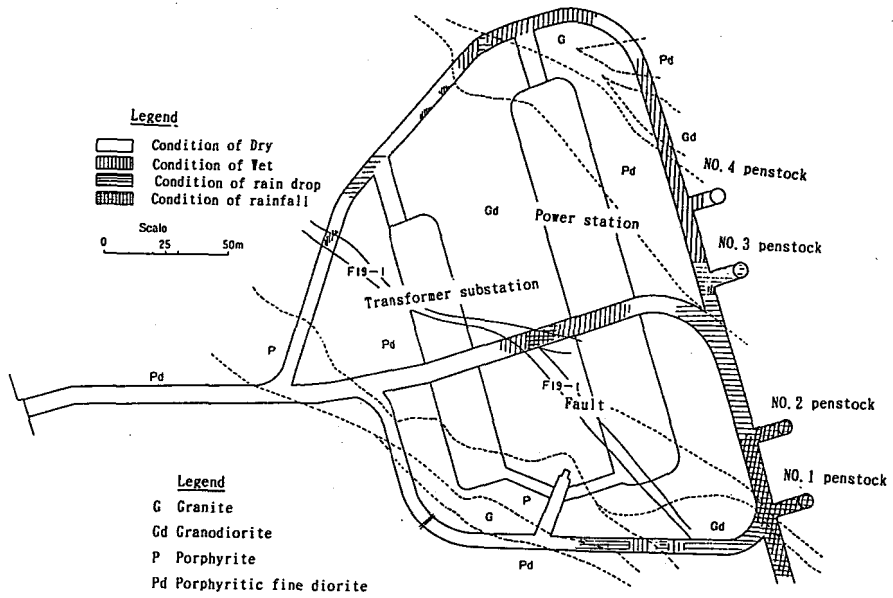 G
Pd
Legend
Condition of Dry
Condition of Wet
Condition of rain drop
Condition of rainfall
Scale
0 25 50m
Gd
NO. 4 penstock
Pd
Gd
Power station
NO. 3 penstock
F19-1
Transformer substation
P
Pd
Pd
F19-1
Fault
NO. 2 penstock
NO. 1 penstock
Legend
G Granite
Gd Granodiorite
P Porphyrite
Pd Porphyritic fine diorite
P
G
Gd
Pd